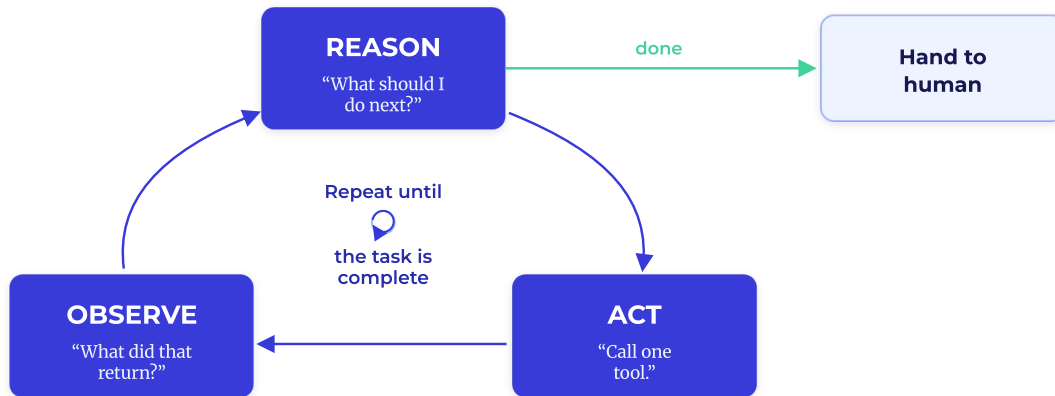 REASON
“What should I
do next?”
done
Hand to
human
Repeat until
the task is
complete
OBSERVE
“What did that
return?”
ACT
“Call one
tool.”